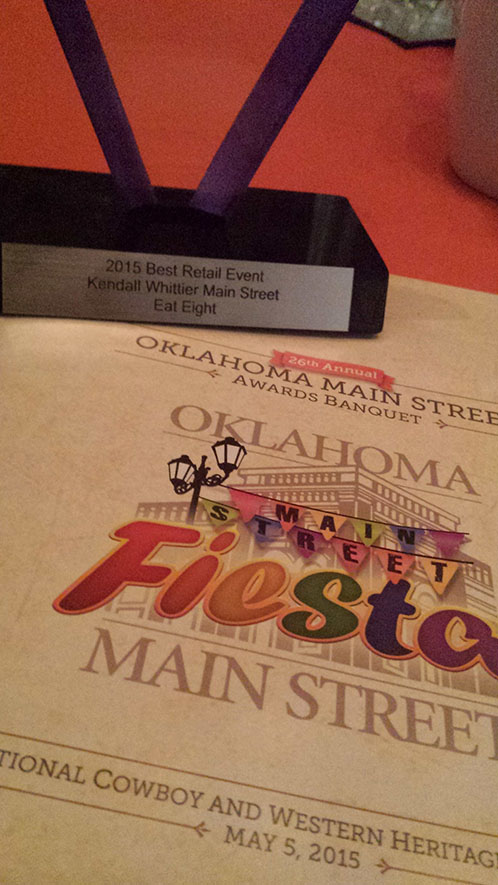 2015 Best Retail Event
Kendall Whittier Main Street
Eat Eight
26th Annual
OKLAHOMA MAIN STREE
AWARDS BANQUET
OKLAHOMA
MAIN
STREET
Fiesta
MAIN STREET
TIONAL COWBOY AND WESTERN HERITAG
MAY 5, 2015